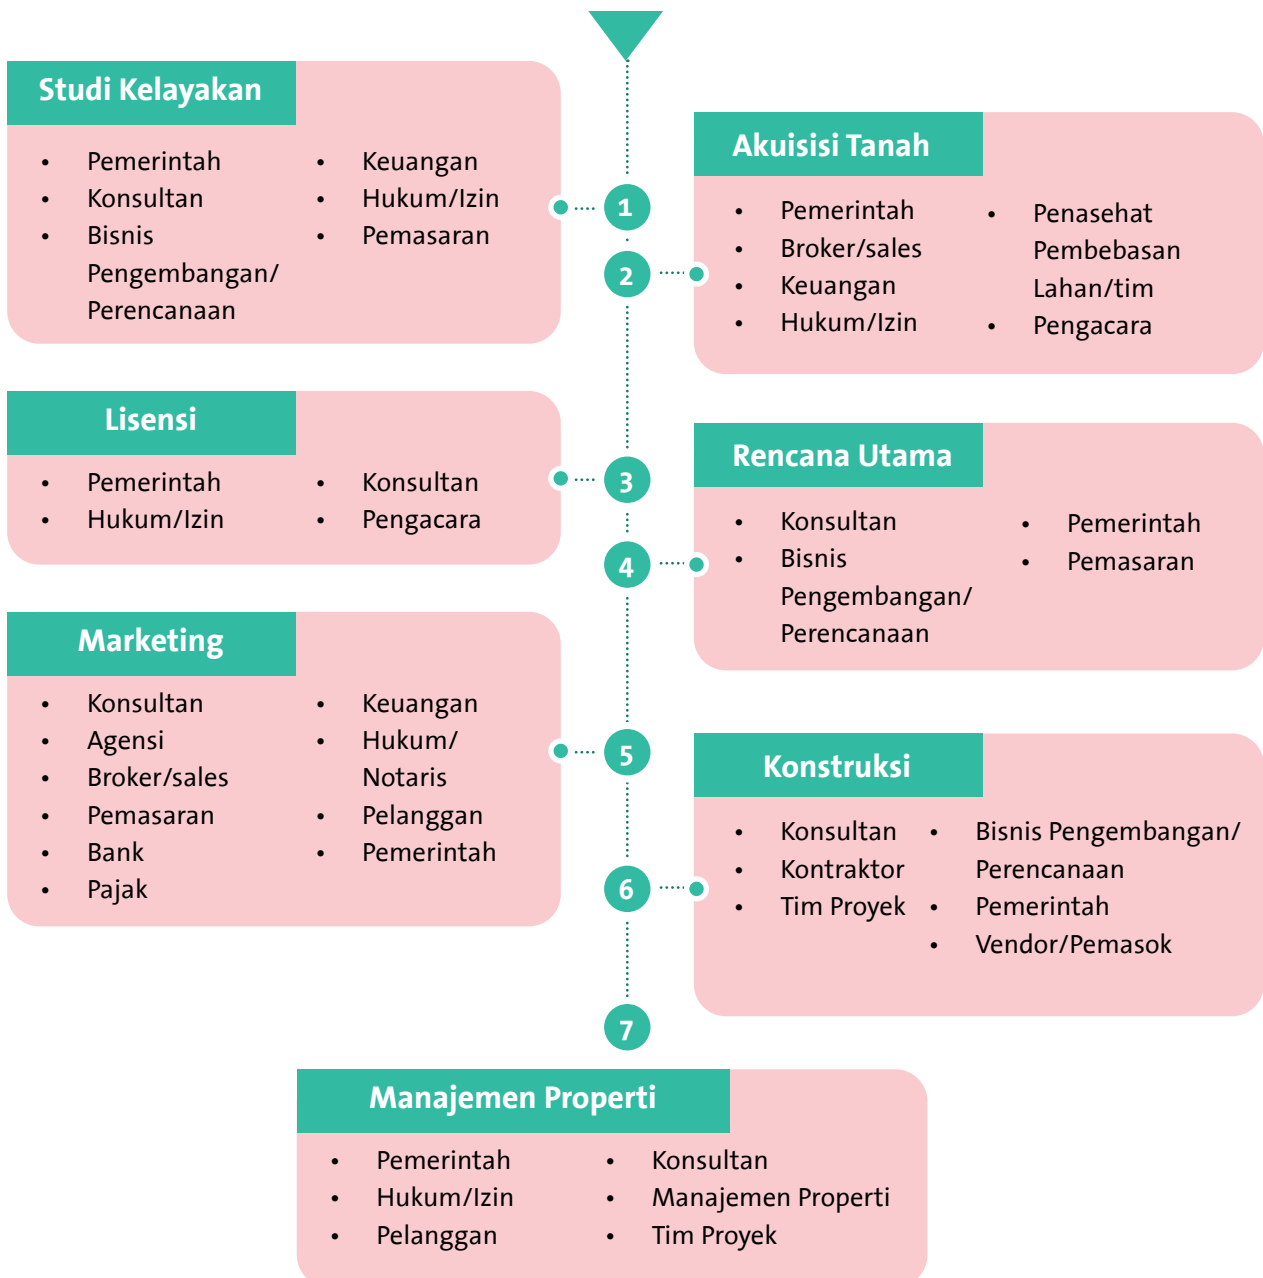 Studi Kelayakan
• Pemerintah
• Konsultan
• Bisnis
Pengembangan/
Perencanaan
• Keuangan
• Hukum/Izin
• Pemasaran
1
Akuisisi Tanah
• Pemerintah
• Broker/sales
• Keuangan
• Hukum/Izin
• Penasehat
Pembebasan
Lahan/tim
• Pengacara
2
Lisensi
• Pemerintah
• Hukum/Izin
• Konsultan
• Pengacara
3
Rencana Utama
• Konsultan
• Bisnis
Pengembangan/
Perencanaan
• Pemerintah
• Pemasaran
4
Marketing
• Konsultan
• Agensi
• Broker/sales
• Pemasaran
• Bank
• Pajak
• Keuangan
• Hukum/
Notaris
• Pelanggan
• Pemerintah
5
Konstruksi
• Konsultan
• Kontraktor
• Tim Proyek
• Bisnis Pengembangan/
Perencanaan
• Pemerintah
• Vendor/Pemasok
6
7
Manajemen Properti
• Pemerintah
• Hukum/Izin
• Pelanggan
• Konsultan
• Manajemen Properti
• Tim Proyek